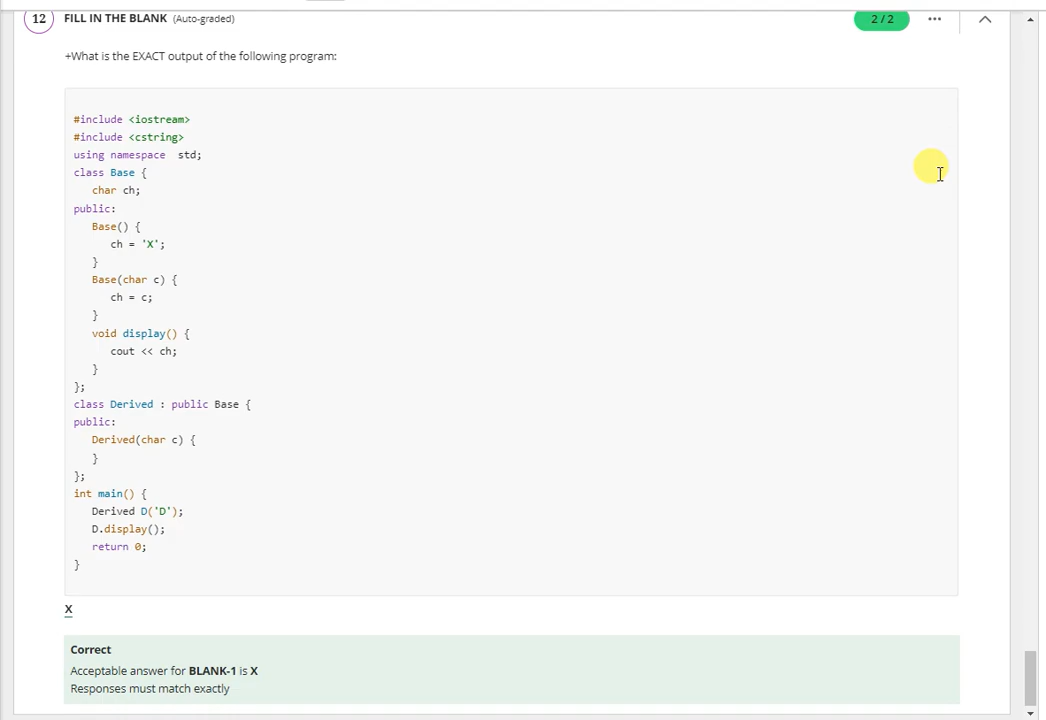 12 FILL IN THE BLANK (Auto-graded) 2 / 2
+What is the EXACT output of the following program:
#include <iostream>
#include <cstring>
using namespace  std;
class Base {
   char ch;
public:
   Base() {
      ch = 'X';
   }
   Base(char c) {
      ch = c;
   }
   void display() {
      cout << ch;
   }
};
class Derived : public Base {
public:
   Derived(char c) {
   }
};
int main() {
   Derived D('D');
   D.display();
   return 0;
}
X
Correct
Acceptable answer for BLANK-1 is X
Responses must match exactly